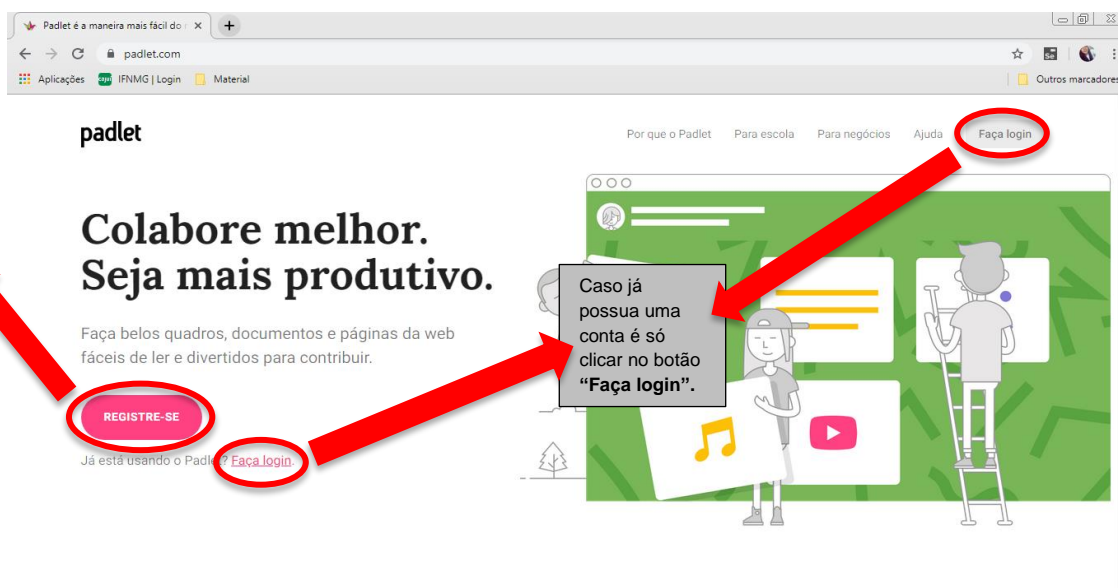 Padlet é a maneira mais fácil do
padlet.com
Aplicações
IFNMG | Login
Material
Outros marcadores
padlet
Por que o Padlet
Para escola
Para negócios
Ajuda
Faça login
Colabore melhor.
Seja mais produtivo.
Faça belos quadros, documentos e páginas da web
fáceis de ler e divertidos para contribuir.
REGISTRE-SE
Já está usando o Padlet? Faça login.
Caso já
possua uma
conta é só
clicar no botão
“Faça login”.